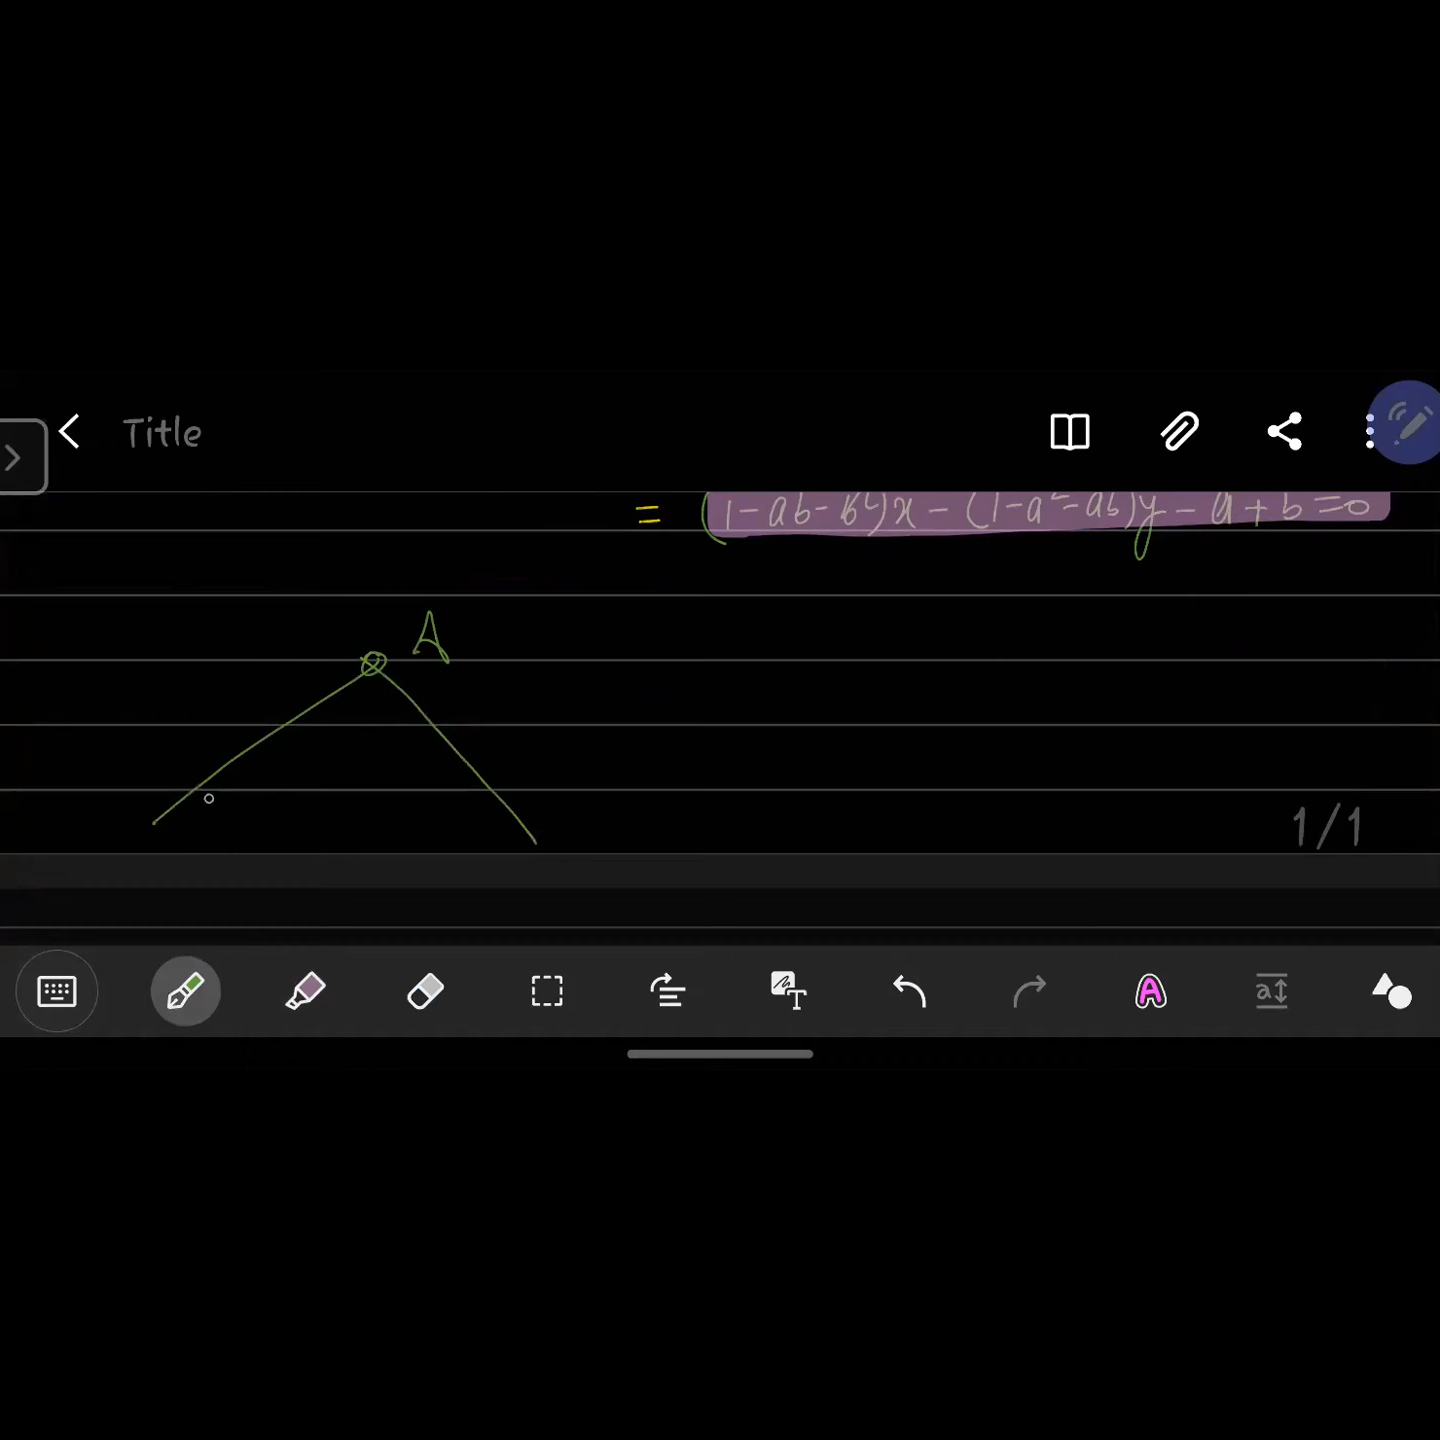 Title
= (1-ab-b²)x - (1-a²-ab)y - a + b = 0
A
1/1